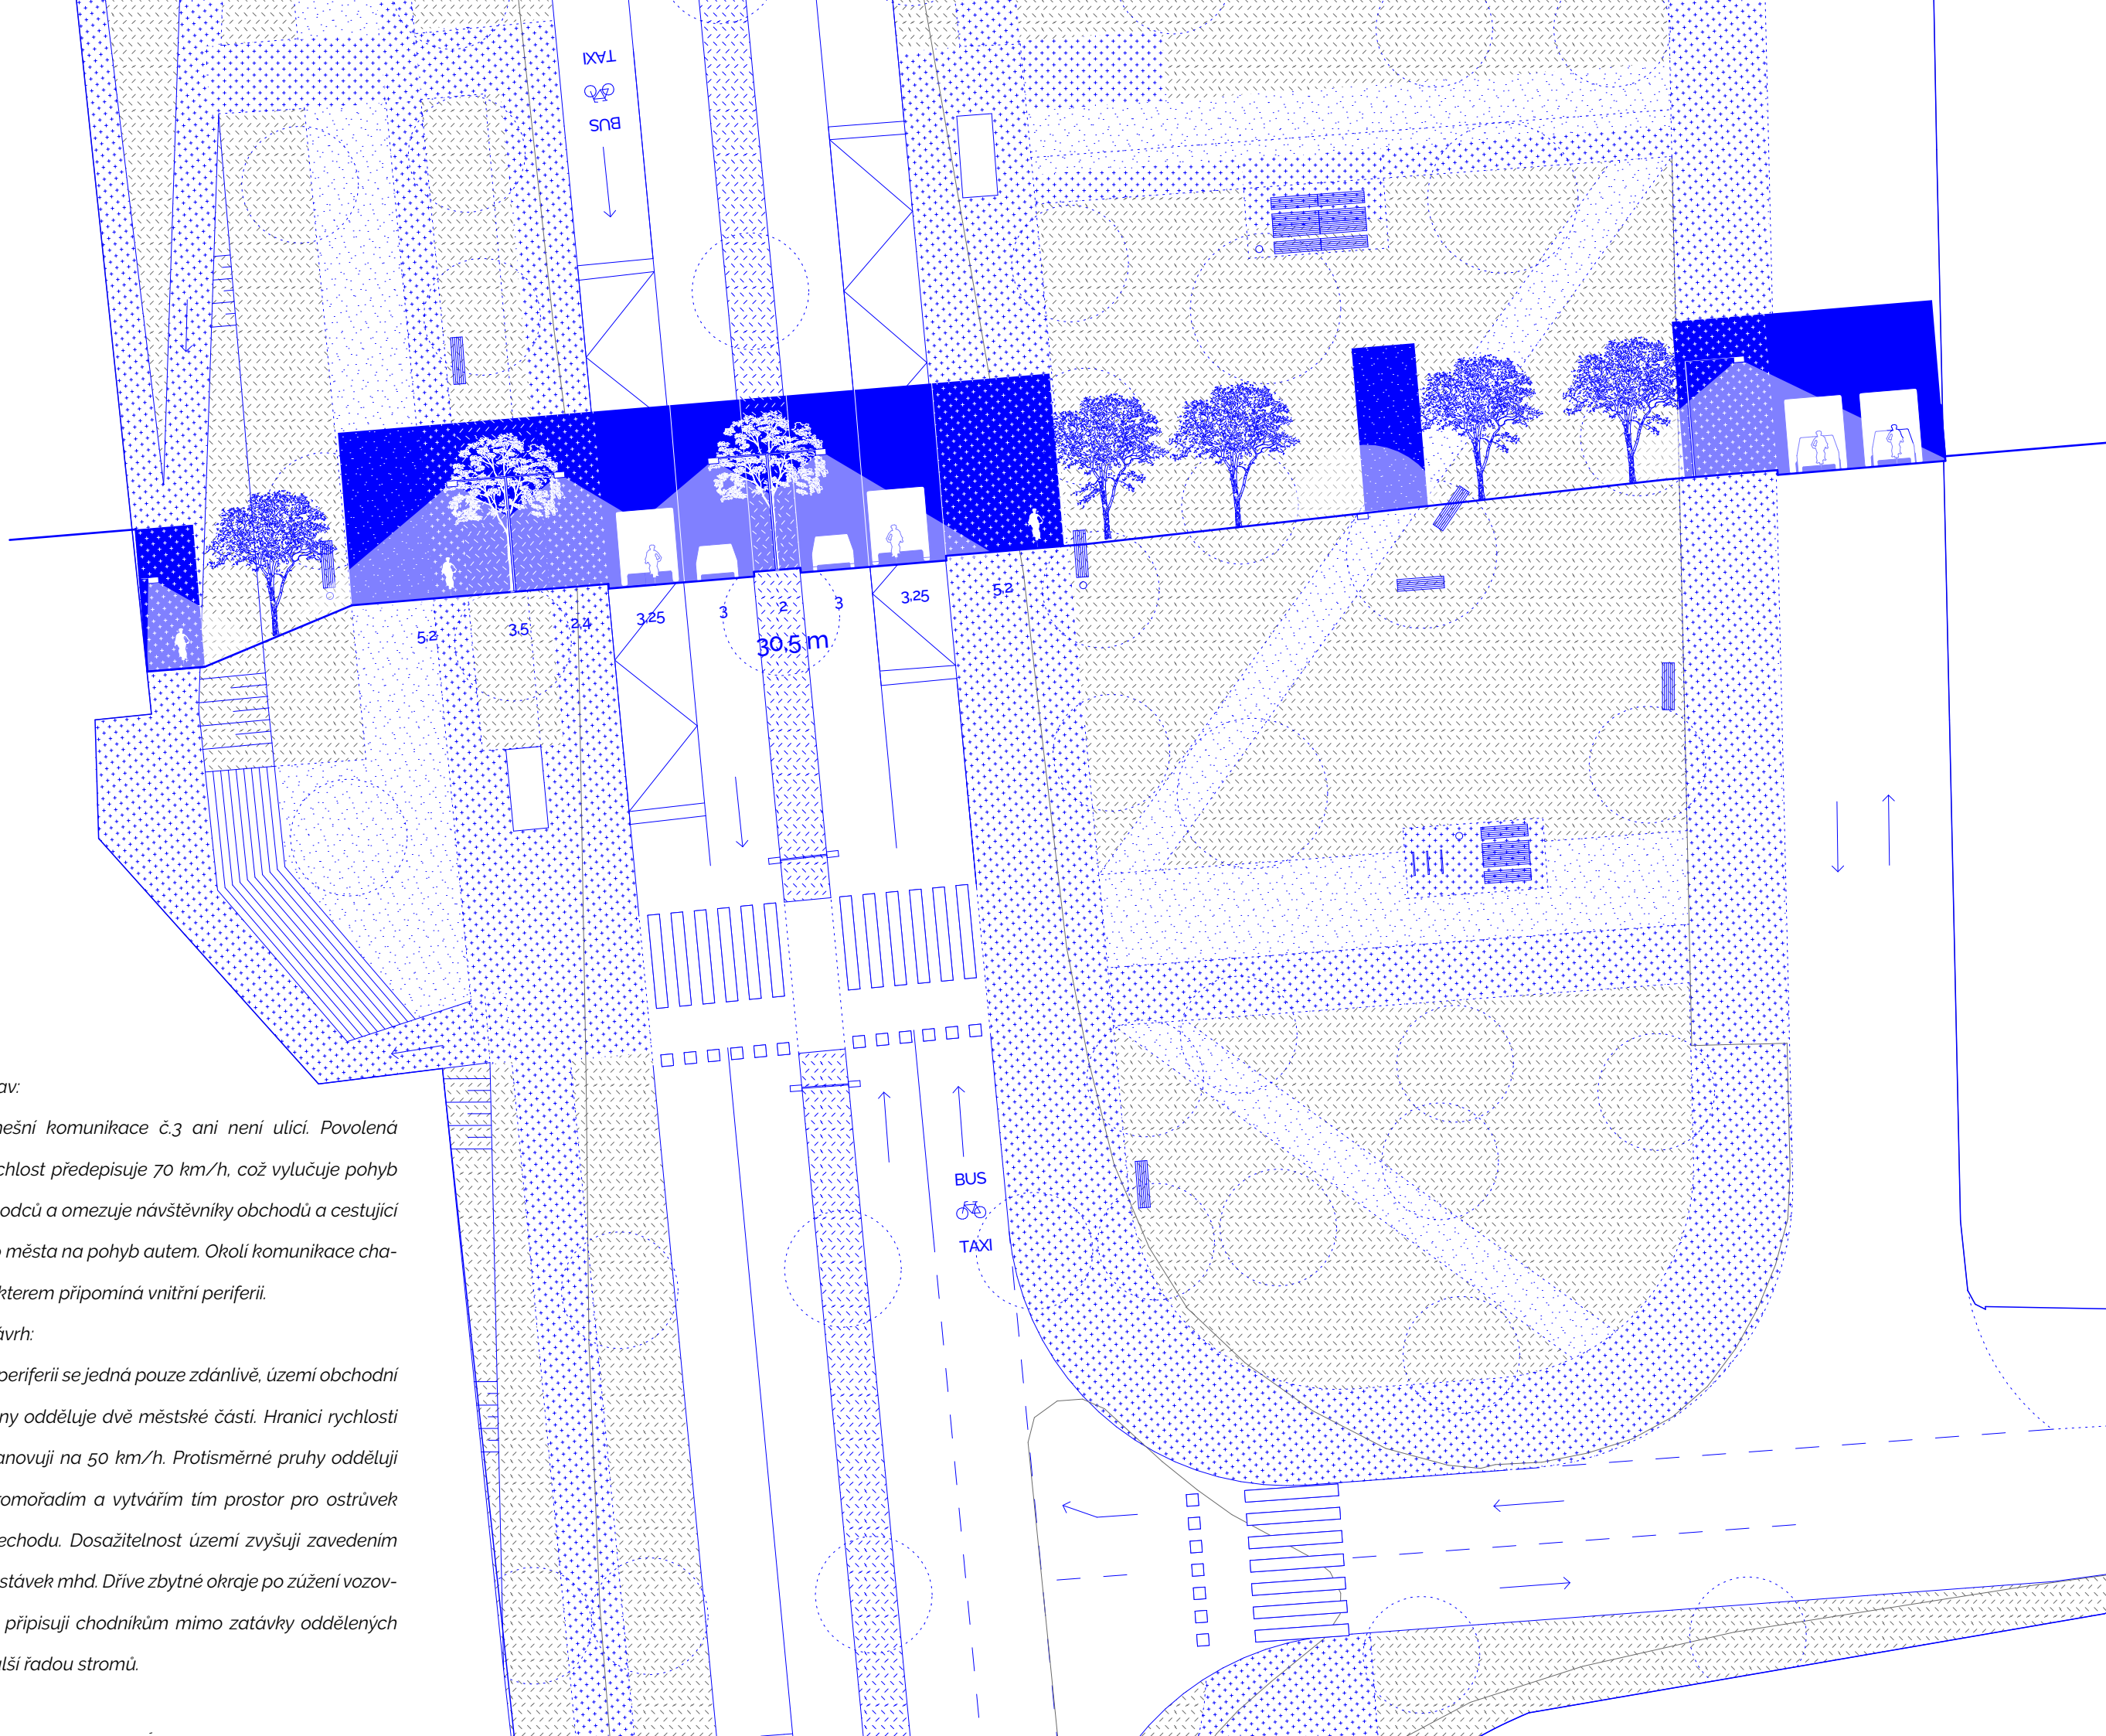 TAXI
BUS
5,2
3,5
2,4
3,25
3
2
3
3,25
5,2
30,5 m
BUS
TAXI
av:
nešní komunikace č.3 ani není ulicí. Povolená
chlost předepisuje 70 km/h, což vylučuje pohyb
odců a omezuje návštěvníky obchodů a cestující
o města na pohyb autem. Okolí komunikace cha-
kterem připomíná vnitřní periferii.
ávrh:
periferii se jedná pouze zdánlivě, území obchodní
ny odděluje dvě městské části. Hranici rychlosti
anovuji na 50 km/h. Protisměrné pruhy odděluji
romořadím a vytvářím tím prostor pro ostrůvek
echodu. Dosažitelnost území zvyšuji zavedením
stávek mhd. Dříve zbytné okraje po zúžení vozov-
připisuji chodníkům mimo zatávky oddělených
alší řadou stromů.